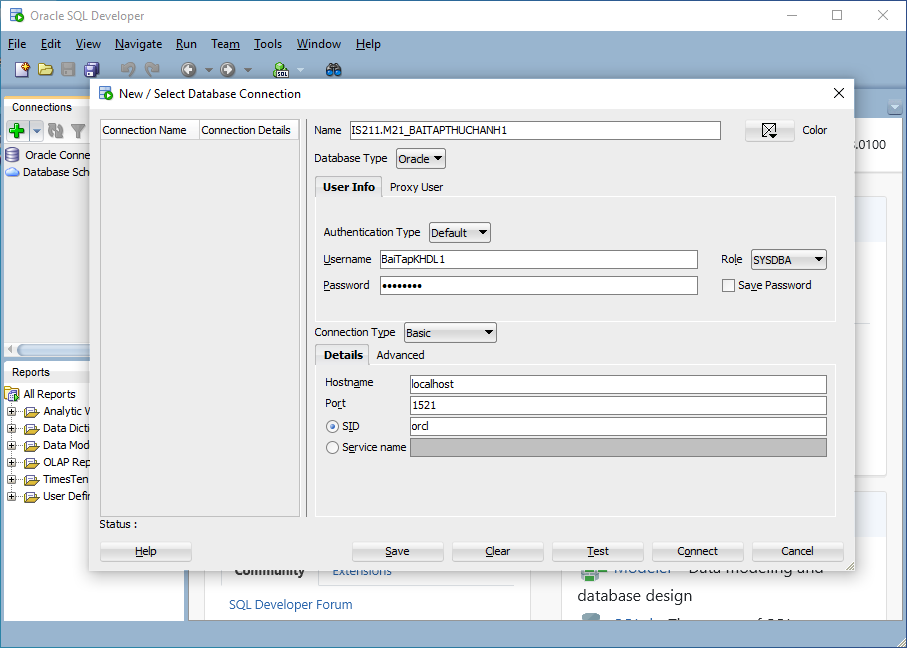 Oracle SQL Developer
File Edit View Navigate Run Team Tools Window Help
SQL
New / Select Database Connection
Connections
Oracle Conne
Database Sch
.0100
Connection Name Connection Details
Name IS211.M21_BAITAPTHUCHANH1 Color
Database Type Oracle
User Info Proxy User
Authentication Type Default
Username BaiTapKHDL1 Role SYSDBA
Password •••••••• Save Password
Connection Type Basic
Details Advanced
Hostname localhost
Port 1521
SID orcl
Service name
Status :
Help Save Clear Test Connect Cancel
Reports
All Reports
Analytic V
Data Dicti
Data Mod
OLAP Rep
TimesTen
User Defin
Community Extensions
SQL Developer Forum
Modeler - Data modeling and
database design